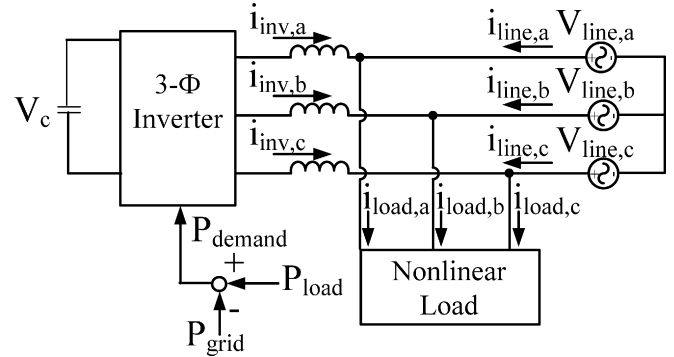 i_inv,a
i_line,a
V_line,a
3-Φ
Inverter
V_c
i_inv,b
i_line,b
V_line,b
i_inv,c
i_line,c
V_line,c
i_load,a
i_load,b
i_load,c
P_demand
+
P_load
-
P_grid
Nonlinear
Load